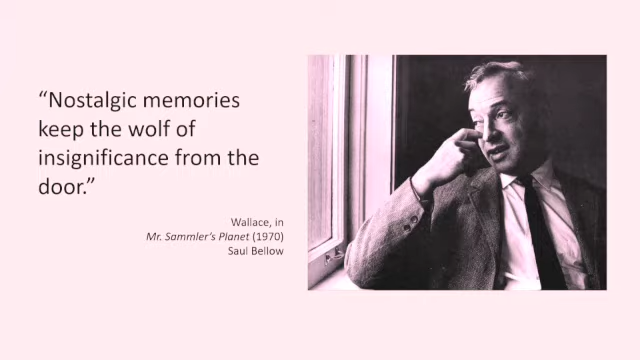 “Nostalgic memories
keep the wolf of
insignificance from the
door.”
Wallace, in
Mr. Sammler’s Planet (1970)
Saul Bellow